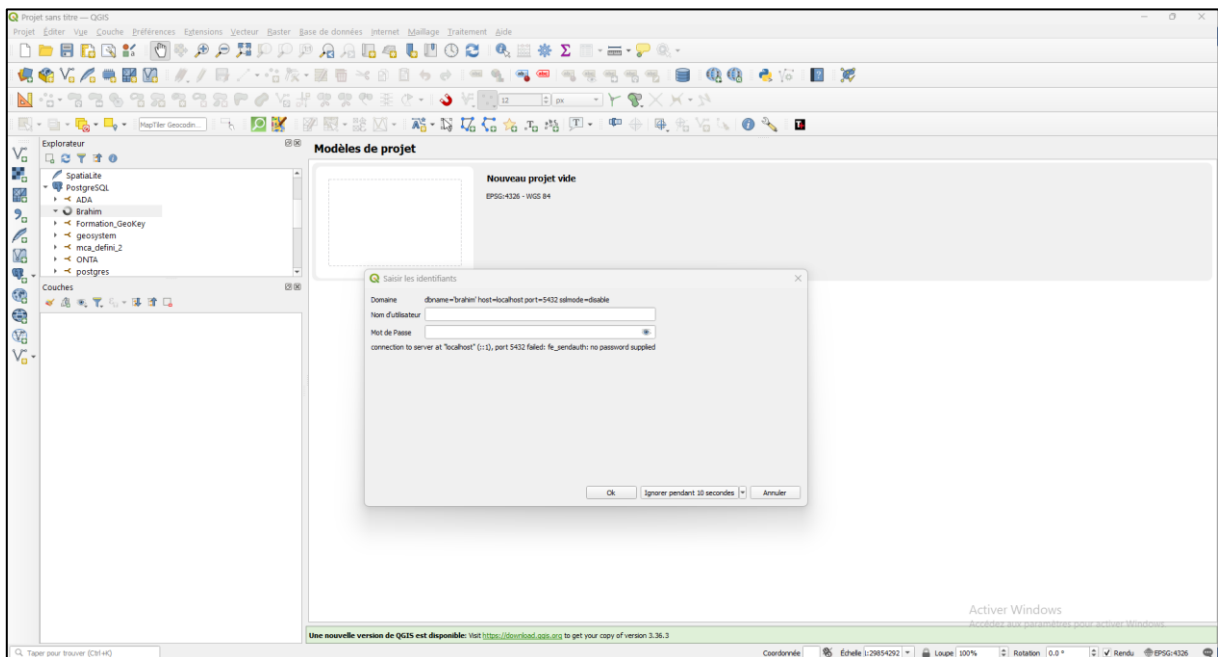 Projet sans titre — QGIS
Projet Éditer Vue Couche Préférences Extensions Vecteur Raster Base de données Internet Maillage Traitement Aide
12 px
MapTiler Geocodin...
Explorateur
SpatiaLite
PostgreSQL
ADA
Brahim
Formation_GeoKey
geosystem
mca_defini_2
ONTA
postgres
Couches
Modèles de projet
Nouveau projet vide
EPSG:4326 - WGS 84
Saisir les identifiants
Domaine dbname='brahim' host=localhost port=5432 sslmode=disable
Nom d'utilisateur
Mot de Passe
connection to server at "localhost" (::1), port 5432 failed: fe_sendauth: no password supplied
Ok Ignorer pendant 10 secondes Annuler
Activer Windows
Accédez aux paramètres pour activer Windows.
Une nouvelle version de QGIS est disponible: Visit https://download.qgis.org to get your copy of version 3.36.3
Taper pour trouver (Ctrl+K) Coordonnée Échelle 1:29854292 Loupe 100% Rotation 0.0 ° Rendu EPSG:4326